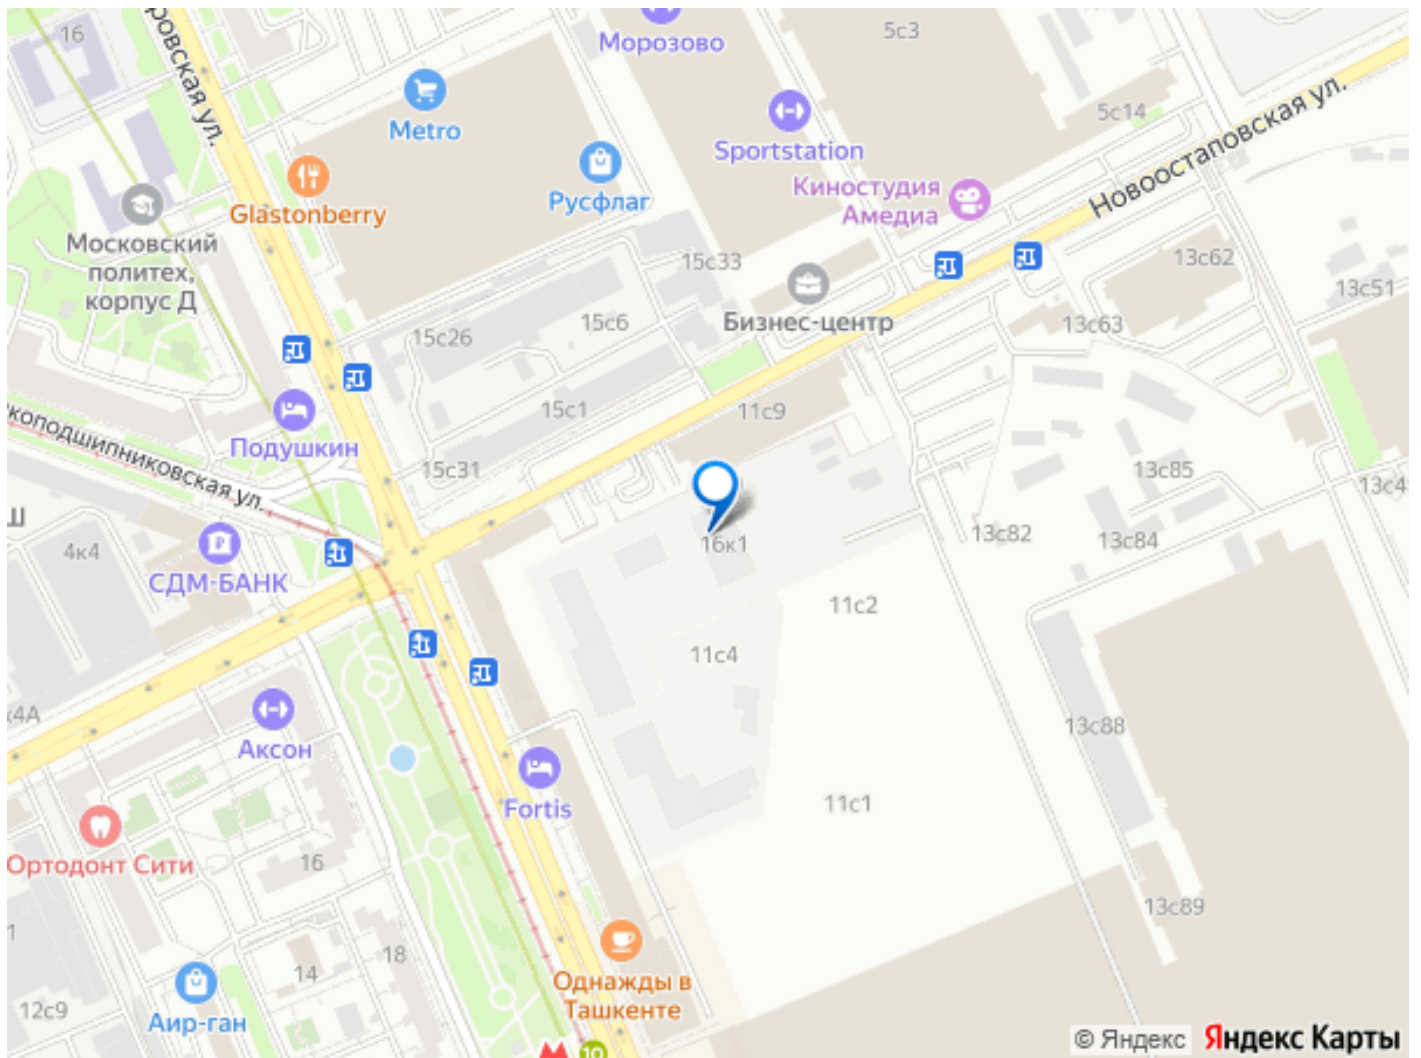 16
ровская ул.
Морозово
5с3
Metro
Sportstation
5с14
Новоостаповская ул.
Glastonberry
Русфлаг
Киностудия
Амедиа
Московский
политех,
корпус Д
15с33
13с62
13с51
Бизнес-центр
15с26
15с6
13с63
Подушкин
15с1
11с9
коподшипниковская ул.
15с31
13с85
13с4
Ш
4к4
СДМ-БАНК
16к1
13с82
13с84
11с2
11с4
к4А
Аксон
13с88
Fortis
11с1
Ортодонт Сити
16
13с89
1
18
14
Однажды в
Ташкенте
12с9
Аир-ган
10
© Яндекс Яндекс Карты